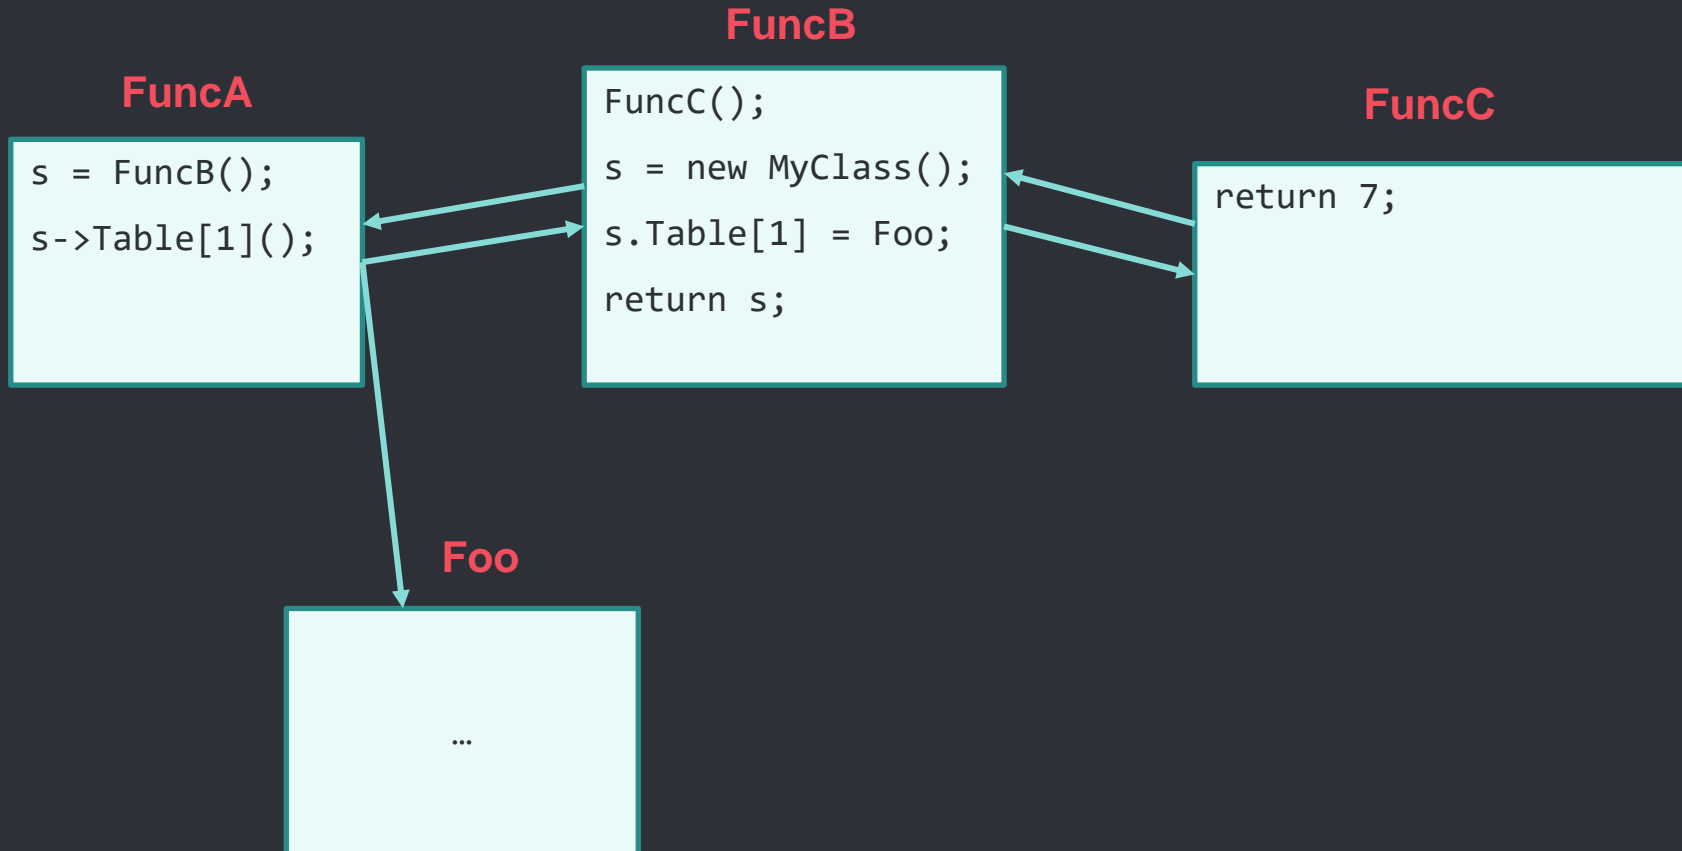 FuncA
s = FuncB();
s->Table[1]();
FuncB
FuncC();
s = new MyClass();
s.Table[1] = Foo;
return s;
FuncC
return 7;
Foo
…